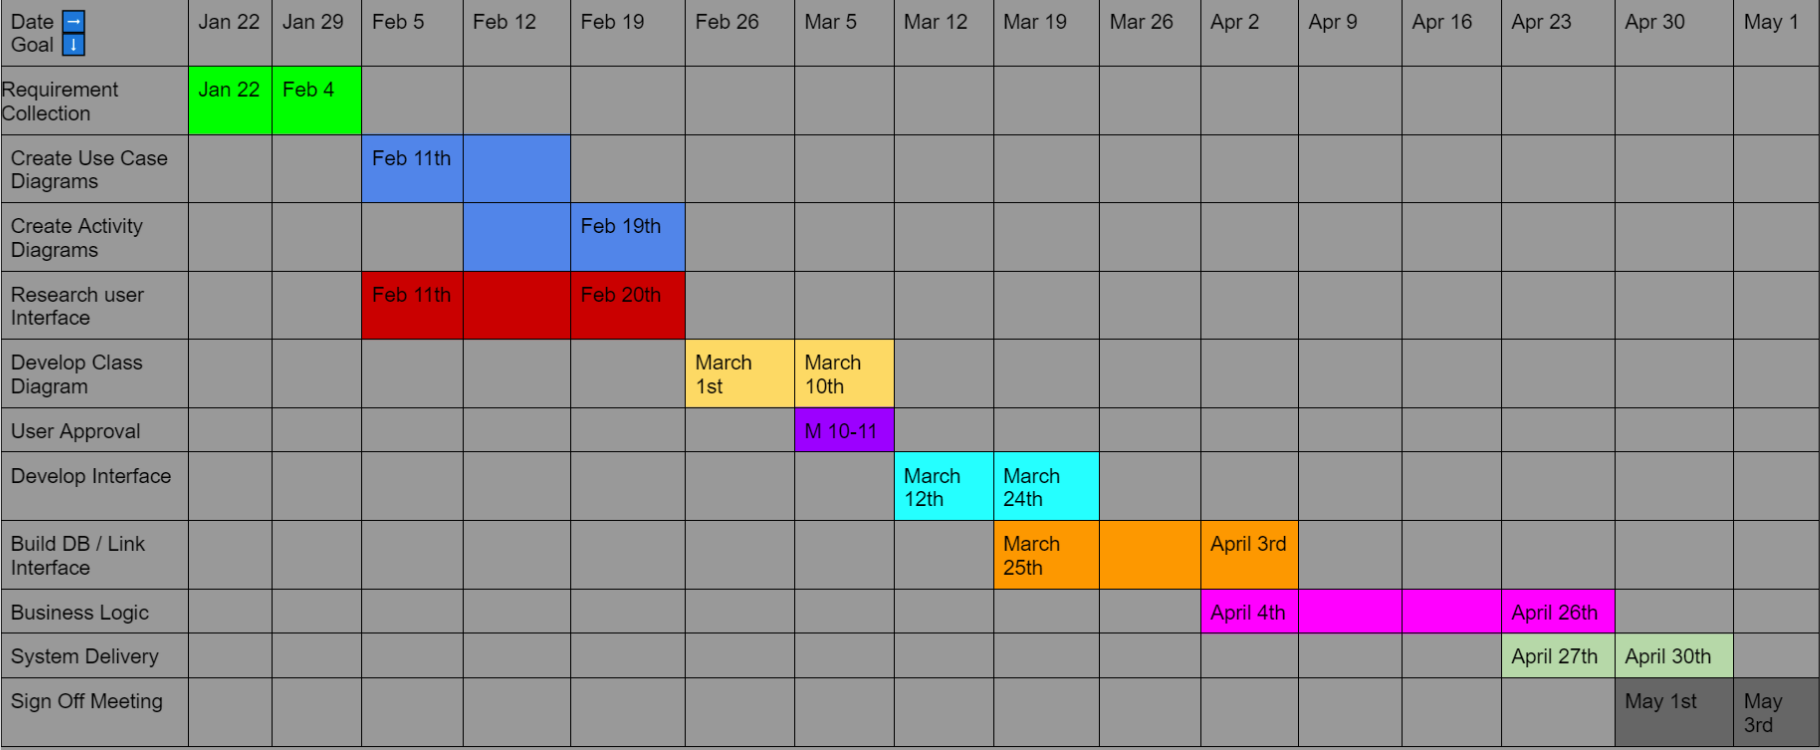 Date ➡️ Jan 22 Jan 29 Feb 5 Feb 12 Feb 19 Feb 26 Mar 5 Mar 12 Mar 19 Mar 26 Apr 2 Apr 9 Apr 16 Apr 23 Apr 30 May 1
Goal ⬇️
Requirement Jan 22 Feb 4
Collection
Create Use Case Feb 11th
Diagrams
Create Activity Feb 19th
Diagrams
Research user Feb 11th Feb 20th
Interface
Develop Class March March
Diagram 1st 10th
User Approval M 10-11
Develop Interface March March
12th 24th
Build DB / Link March April 3rd
Interface 25th
Business Logic April 4th April 26th
System Delivery April 27th April 30th
Sign Off Meeting May 1st May
3rd